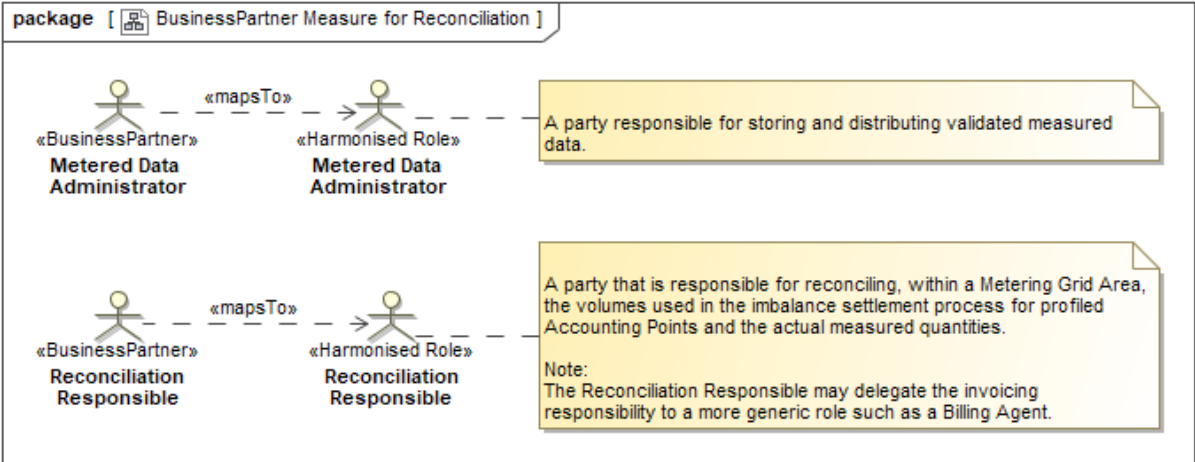 package [ BusinessPartner Measure for Reconciliation ]
«mapsTo»
«BusinessPartner»
Metered Data
Administrator
«Harmonised Role»
Metered Data
Administrator
A party responsible for storing and distributing validated measured
data.
«mapsTo»
«BusinessPartner»
Reconciliation
Responsible
«Harmonised Role»
Reconciliation
Responsible
A party that is responsible for reconciling, within a Metering Grid Area,
the volumes used in the imbalance settlement process for profiled
Accounting Points and the actual measured quantities.
Note:
The Reconciliation Responsible may delegate the invoicing
responsibility to a more generic role such as a Billing Agent.